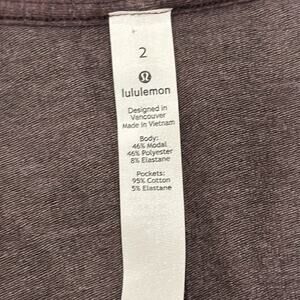 2
lululemon
Designed in
Vancouver
Made in Vietnam
Body:
46% Modal
46% Polyester
8% Elastane
Pockets:
95% Cotton
5% Elastane